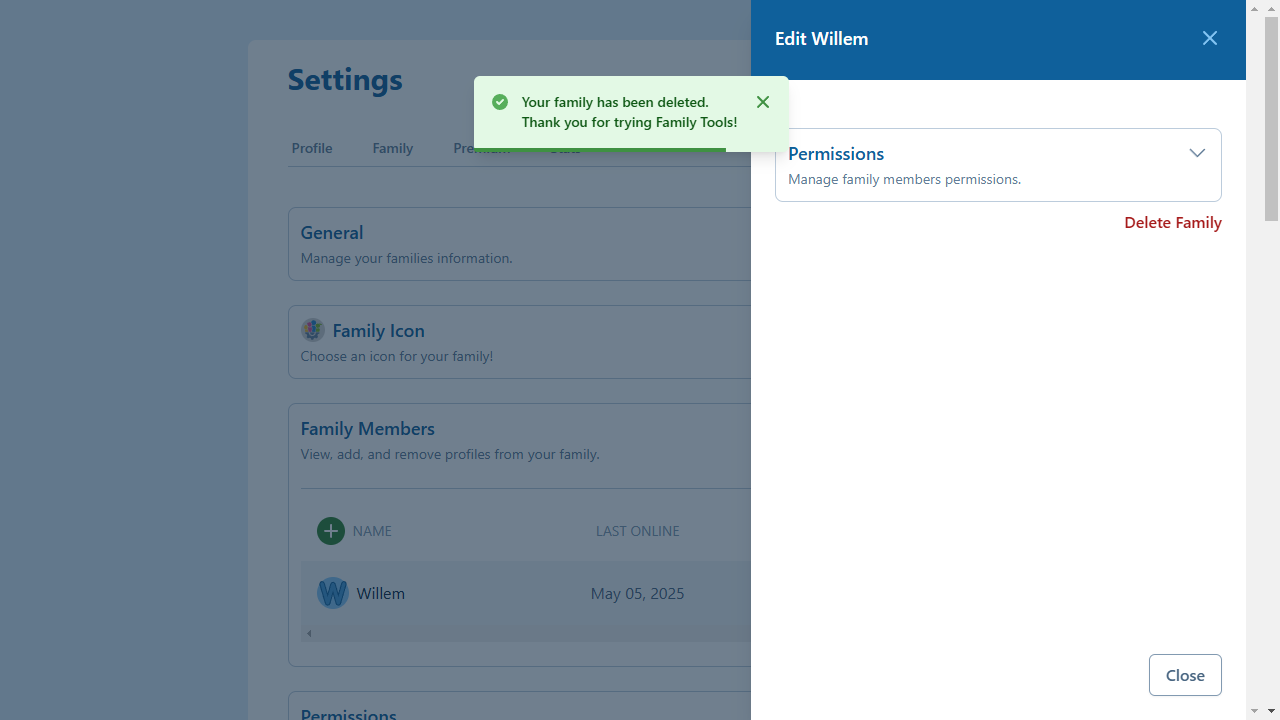 Edit Willem
Settings
Your family has been deleted.
Thank you for trying Family Tools!
Profile
Family
Premium
Stats
Permissions
Manage family members permissions.
Delete Family
General
Manage your families information.
Family Icon
Choose an icon for your family!
Family Members
View, add, and remove profiles from your family.
NAME
LAST ONLINE
W
Willem
May 05, 2025
Close
Permissions